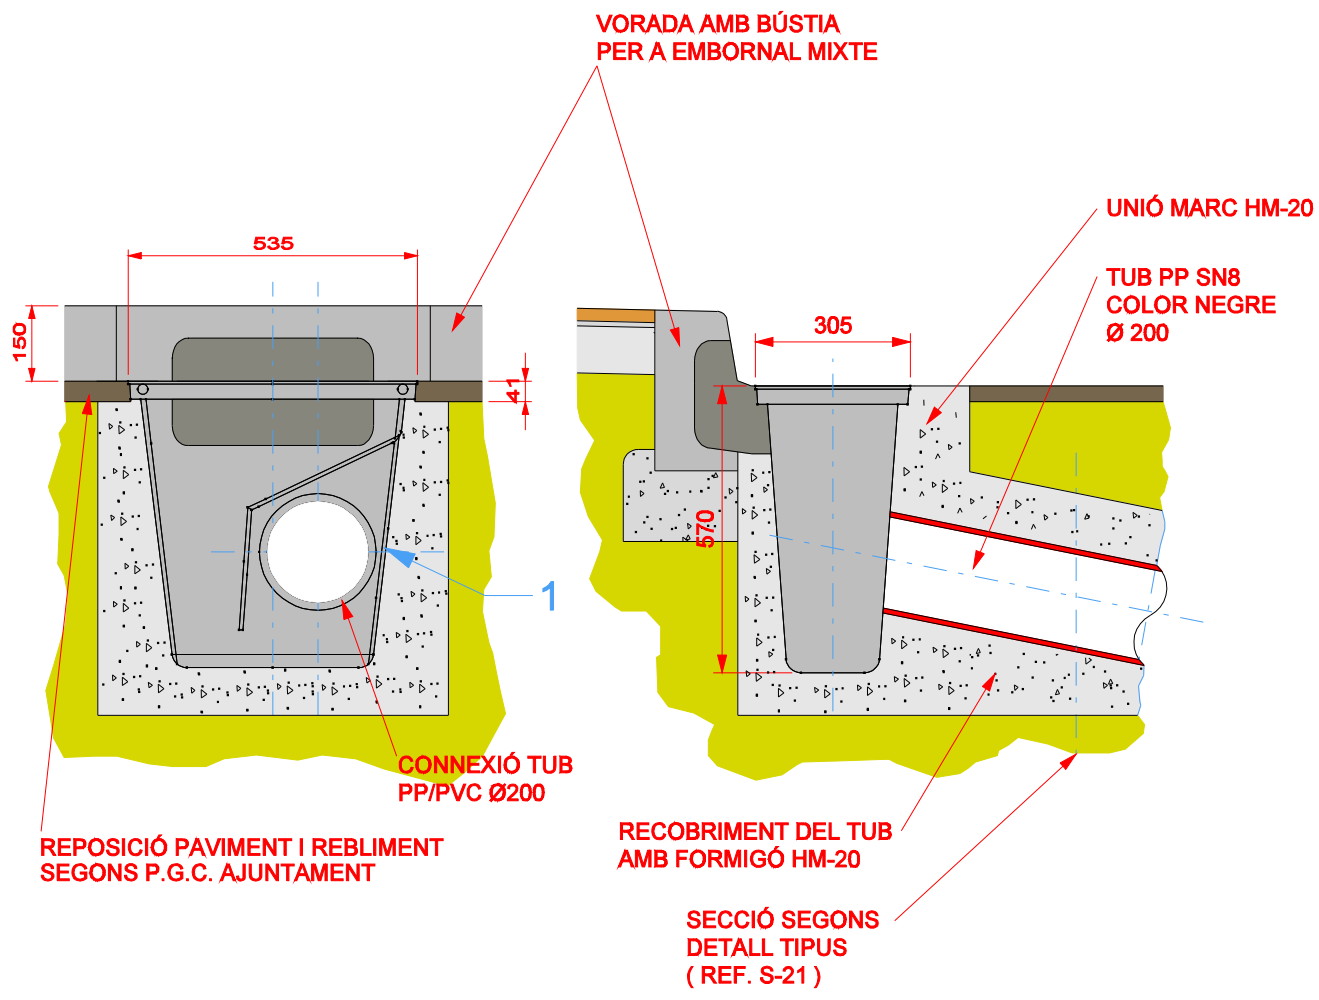 VORADA AMB BÚSTIA
PER A EMBORNAL MIXTE
UNIÓ MARC HM-20
535
TUB PP SN8
COLOR NEGRE
Ø 200
150
305
41
570
1
CONNEXIÓ TUB
PP/PVC Ø200
REPOSICIÓ PAVIMENT I REBLIMENT
SEGONS P.G.C. AJUNTAMENT
RECOBRIMENT DEL TUB
AMB FORMIGÓ HM-20
SECCIÓ SEGONS
DETALL TIPUS
( REF. S-21 )